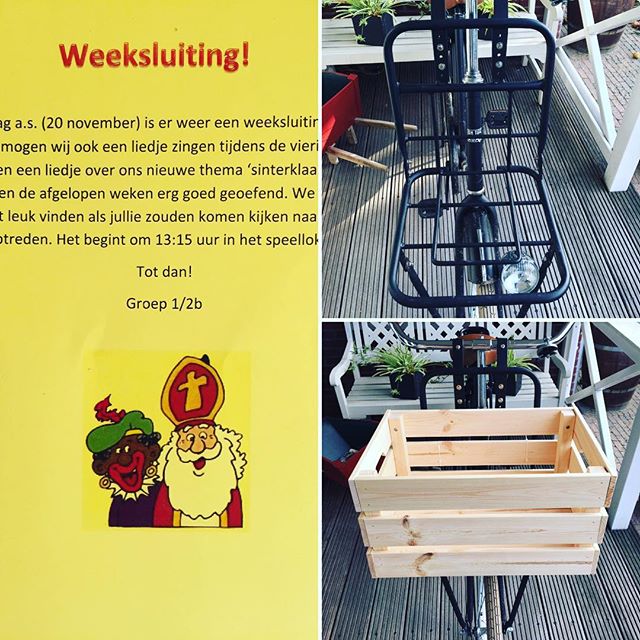 Weeksluiting!
ag a.s. (20 november) is er weer een weeksluitin
mogen wij ook een liedje zingen tijdens de vieri
en een liedje over ons nieuwe thema ‘sinterklaa
en de afgelopen weken erg goed geoefend. We
t leuk vinden als jullie zouden komen kijken naa
ptreden. Het begint om 13:15 uur in het speellok
Tot dan!
Groep 1/2b